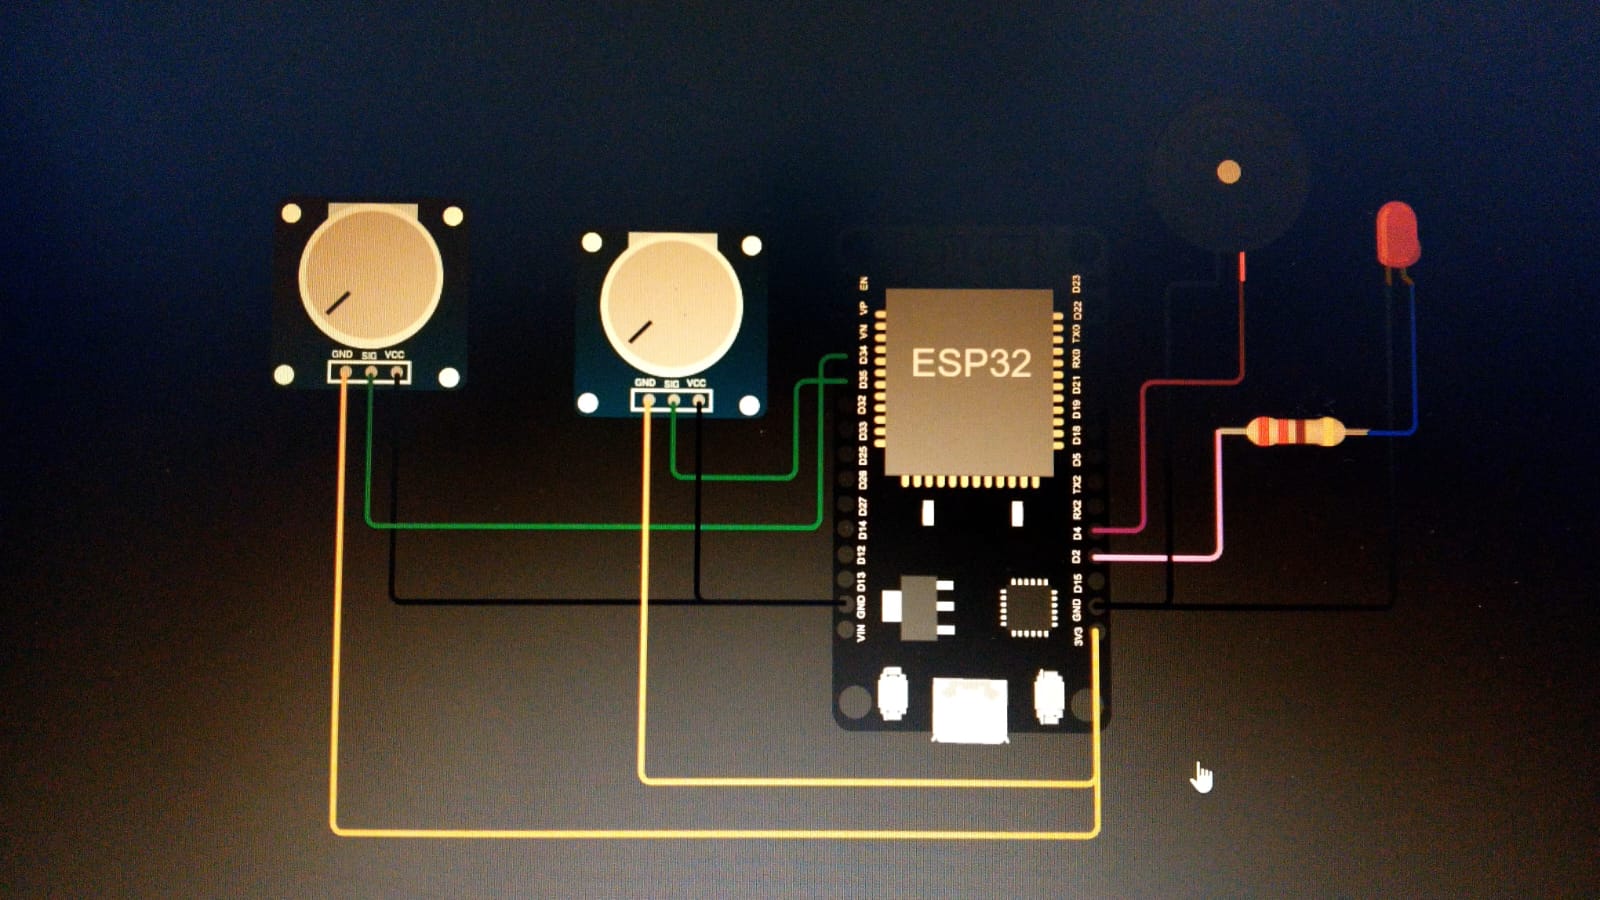 GND SIG VCC
GND SIG VCC
ESP32
EN
VP
VN
D34
D35
D32
D33
D25
D26
D27
D14
D12
D13
GND
VIN
D23
D22
TX0
RX0
D21
D19
D18
D5
TX2
RX2
D4
D2
D15
GND
3V3